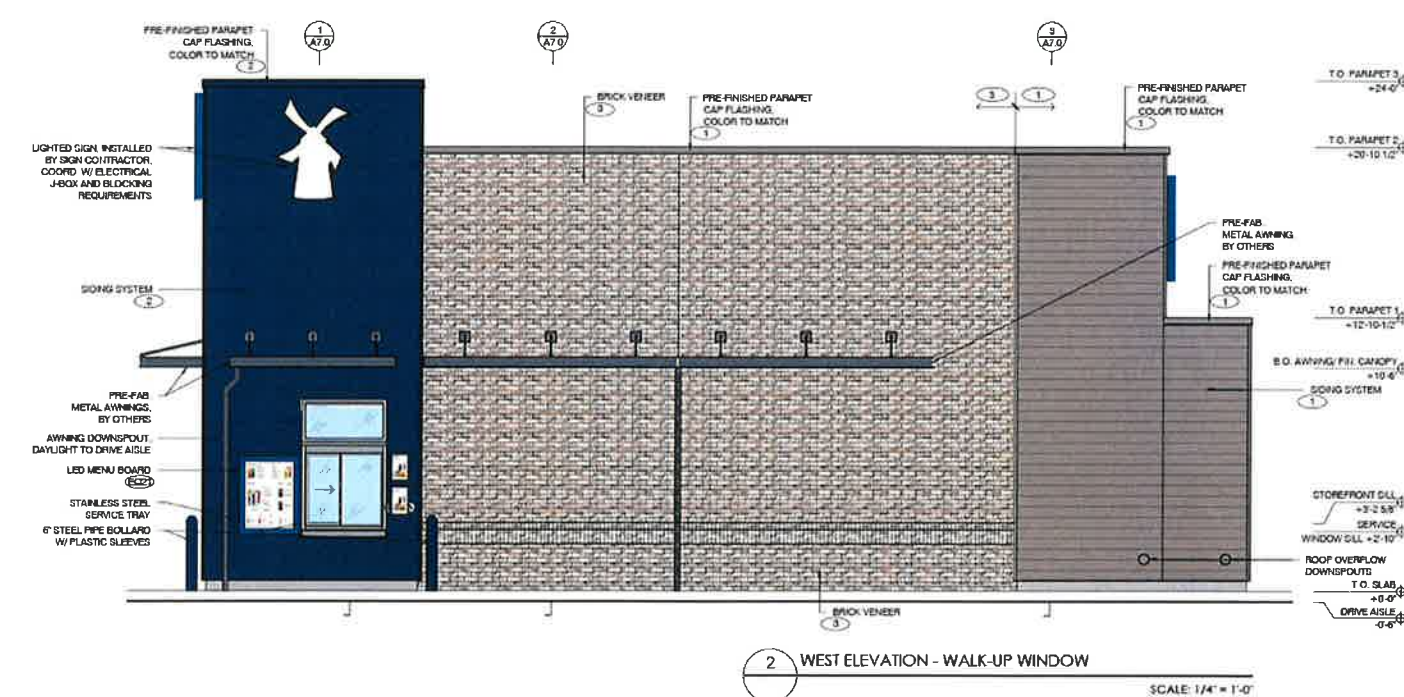 PRE-FINISHED PARAPET
CAP FLASHING,
COLOR TO MATCH
2
1
A7.0
2
A7.0
3
A7.0
BRICK VENEER
3
PRE-FINISHED PARAPET
CAP FLASHING,
COLOR TO MATCH
1
3
1
PRE-FINISHED PARAPET
CAP FLASHING,
COLOR TO MATCH
1
T.O. PARAPET 3
+24'-0"
T.O. PARAPET 2
+20'-10 1/2"
LIGHTED SIGN, INSTALLED
BY SIGN CONTRACTOR,
COORD. W/ ELECTRICAL
J-BOX AND BLOCKING
REQUIREMENTS
PRE-FAB
METAL AWNING
BY OTHERS
PRE-FINISHED PARAPET
CAP FLASHING,
COLOR TO MATCH
1
SIDING SYSTEM
2
T.O. PARAPET 1
+12'-10-1/2"
B.O. AWNING/ FIN. CANOPY
+10'-6"
SIDING SYSTEM
1
PRE-FAB
METAL AWNINGS,
BY OTHERS
AWNING DOWNSPOUT,
DAYLIGHT TO DRIVE AISLE
LED MENU BOARD
STAINLESS STEEL
SERVICE TRAY
6" STEEL PIPE BOLLARD
W/ PLASTIC SLEEVES
STOREFRONT SILL
+3'-2 5/8"
SERVICE
WINDOW SILL +2'-10"
ROOF OVERFLOW
DOWNSPOUTS
T.O. SLAB
+0'-0"
DRIVE AISLE
-0'-6"
BRICK VENEER
3
2 WEST ELEVATION - WALK-UP WINDOW
SCALE: 1/4" = 1'-0"